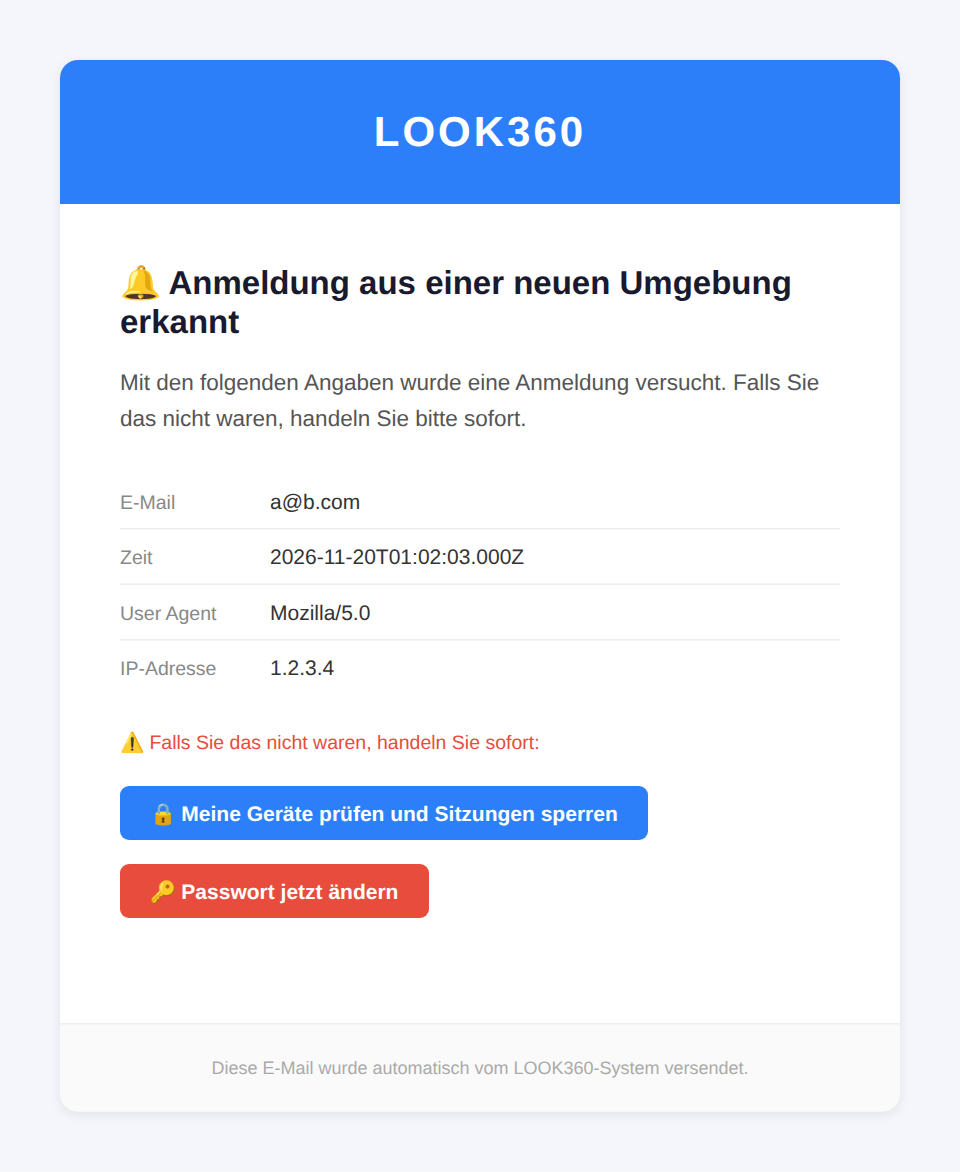 LOOK360
🔔 Anmeldung aus einer neuen Umgebung
erkannt
Mit den folgenden Angaben wurde eine Anmeldung versucht. Falls Sie
das nicht waren, handeln Sie bitte sofort.
E-Mail a@b.com
Zeit 2026-11-20T01:02:03.000Z
User Agent Mozilla/5.0
IP-Adresse 1.2.3.4
⚠️ Falls Sie das nicht waren, handeln Sie sofort:
🔒 Meine Geräte prüfen und Sitzungen sperren
🔑 Passwort jetzt ändern
Diese E-Mail wurde automatisch vom LOOK360-System versendet.